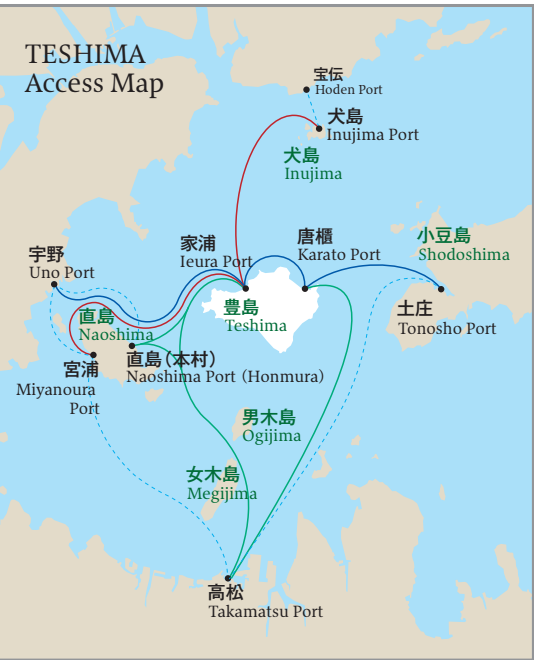 TESHIMA
Access Map
宝伝
Hoden Port
犬島
Inujima Port
犬島
Inujima
家浦
Ieura Port
唐櫃
Karato Port
小豆島
Shodoshima
宇野
Uno Port
直島
Naoshima
豊島
Teshima
土庄
Tonosho Port
宮浦
Miyanoura
Port
直島（本村）
Naoshima Port (Honmura)
男木島
Ogijima
女木島
Megijima
高松
Takamatsu Port